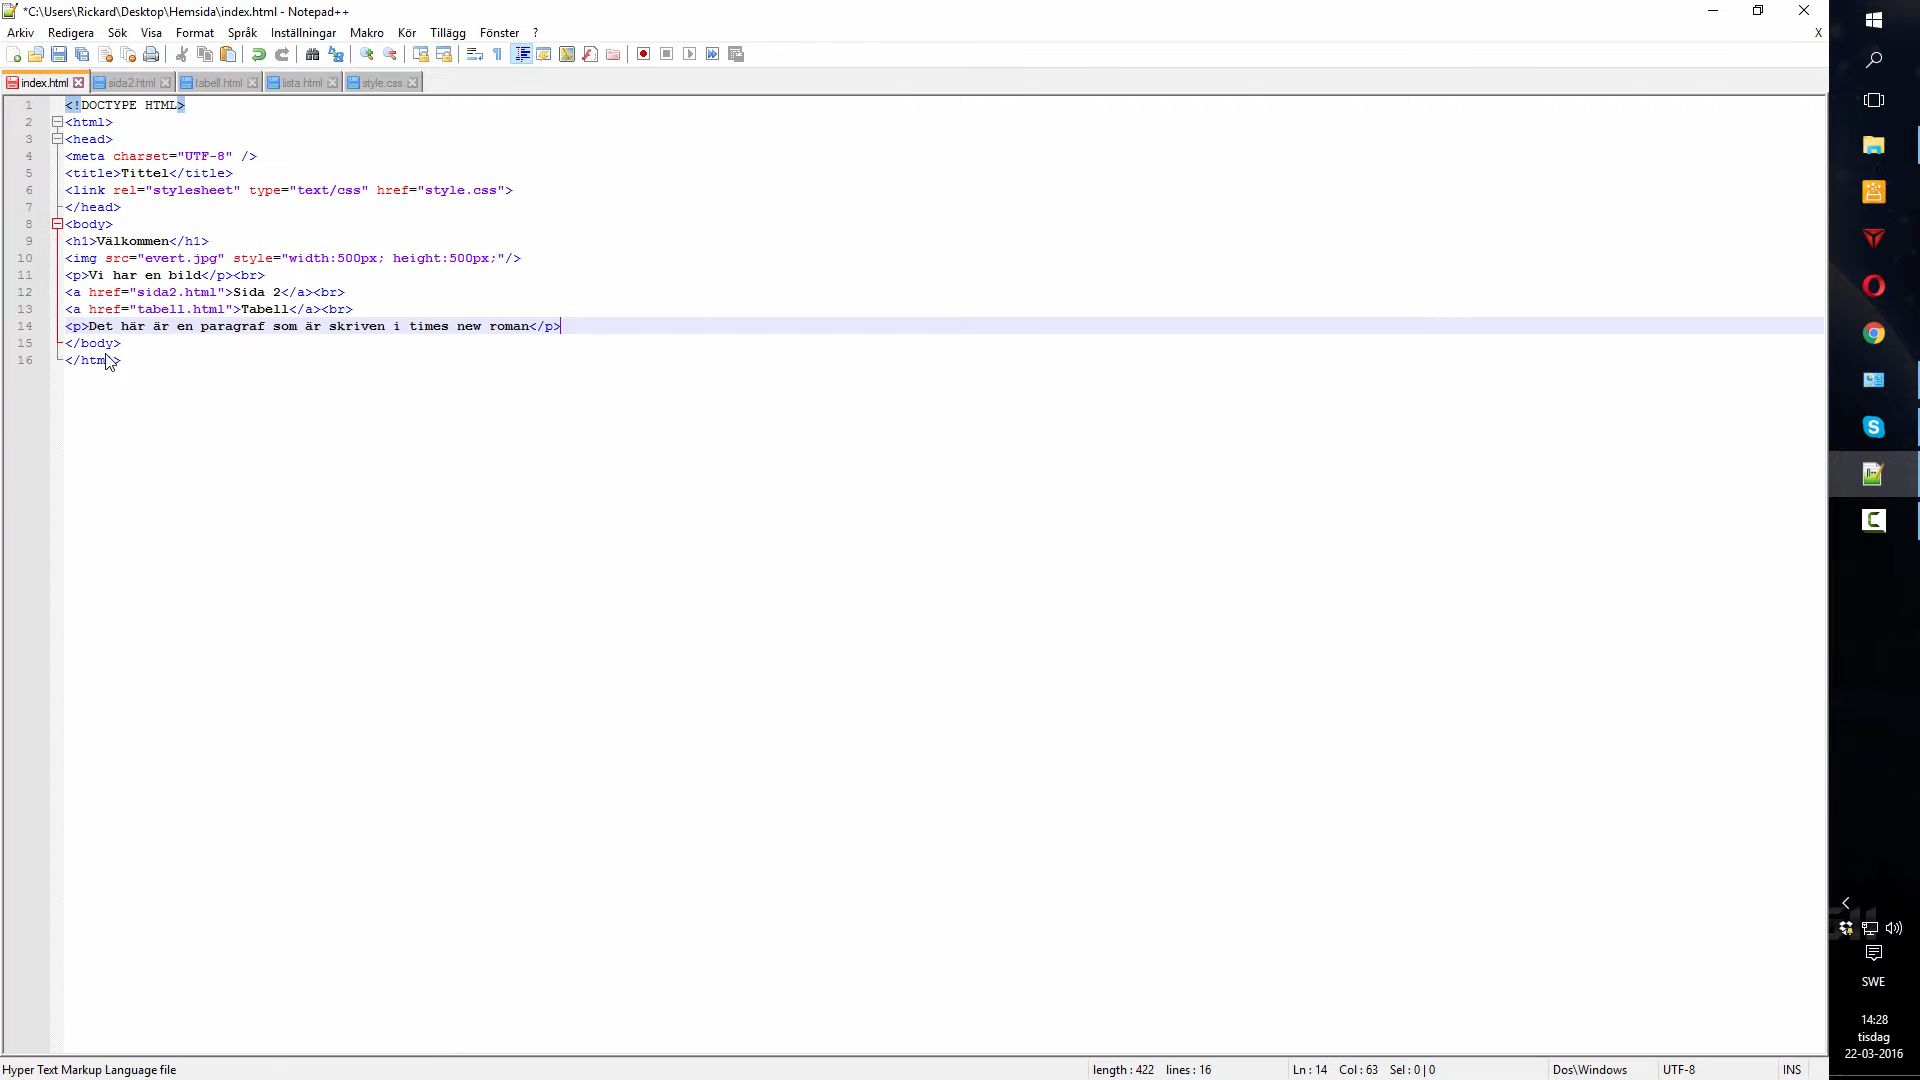 *C:\Users\Rickard\Desktop\Hemsida\index.html - Notepad++
Arkiv Redigera Sök Visa Format Språk Inställningar Makro Kör Tillägg Fönster ? X
index.html sida2.html tabell.html lista.html style.css
1 <!DOCTYPE HTML>
2 <html>
3 <head>
4 <meta charset="UTF-8" />
5 <title>Tittel</title>
6 <link rel="stylesheet" type="text/css" href="style.css">
7 </head>
8 <body>
9 <h1>Välkommen</h1>
10 <img src="evert.jpg" style="width:500px; height:500px;"/>
11 <p>Vi har en bild</p><br>
12 <a href="sida2.html">Sida 2</a><br>
13 <a href="tabell.html">Tabell</a><br>
14 <p>Det här är en paragraf som är skriven i times new roman</p>
15 </body>
16 </html>
SWE
14:28
tisdag
22-03-2016
Hyper Text Markup Language file length : 422 lines : 16 Ln : 14 Col : 63 Sel : 0 | 0 Dos\Windows UTF-8 INS